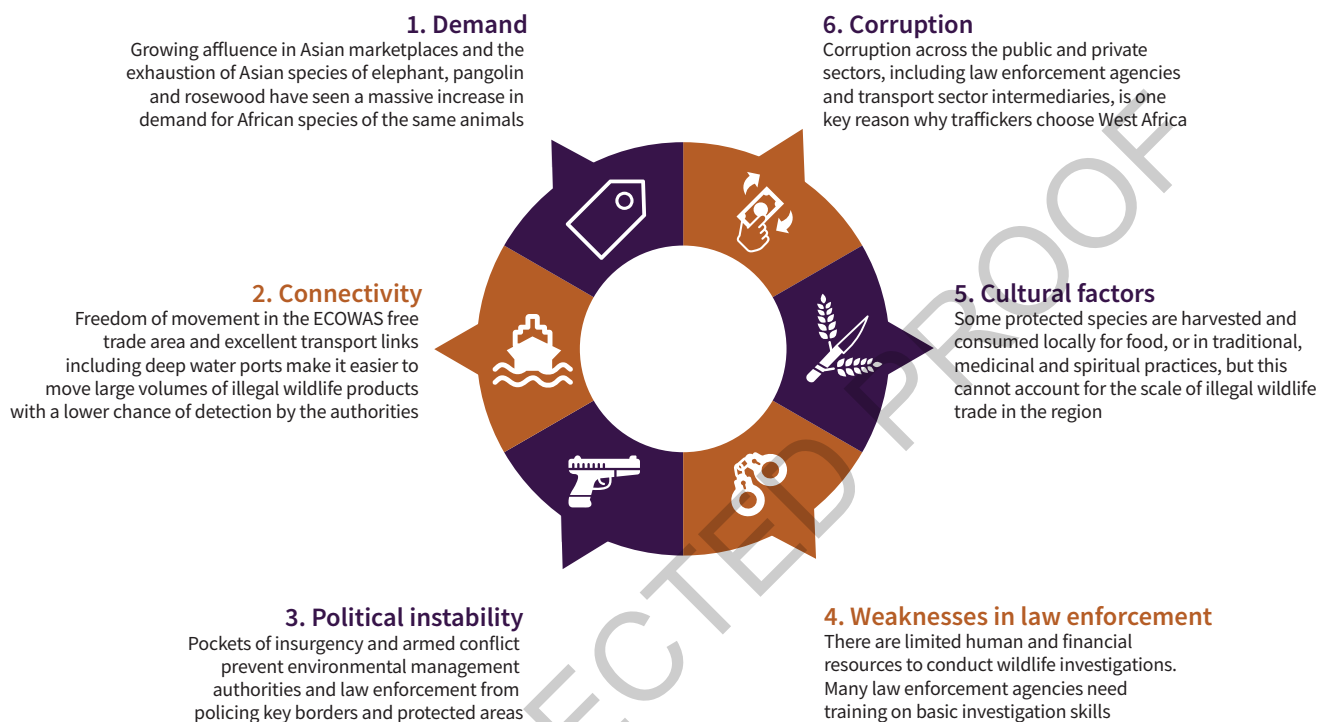 1. Demand
Growing affluence in Asian marketplaces and the
exhaustion of Asian species of elephant, pangolin
and rosewood have seen a massive increase in
demand for African species of the same animals
2. Connectivity
Freedom of movement in the ECOWAS free
trade area and excellent transport links
including deep water ports make it easier to
move large volumes of illegal wildlife products
with a lower chance of detection by the authorities
3. Political instability
Pockets of insurgency and armed conflict
prevent environmental management
authorities and law enforcement from
policing key borders and protected areas
4. Weaknesses in law enforcement
There are limited human and financial
resources to conduct wildlife investigations.
Many law enforcement agencies need
training on basic investigation skills
5. Cultural factors
Some protected species are harvested and
consumed locally for food, or in traditional,
medicinal and spiritual practices, but this
cannot account for the scale of illegal wildlife
trade in the region
6. Corruption
Corruption across the public and private
sectors, including law enforcement agencies
and transport sector intermediaries, is one
key reason why traffickers choose West Africa
ECTED PROOF